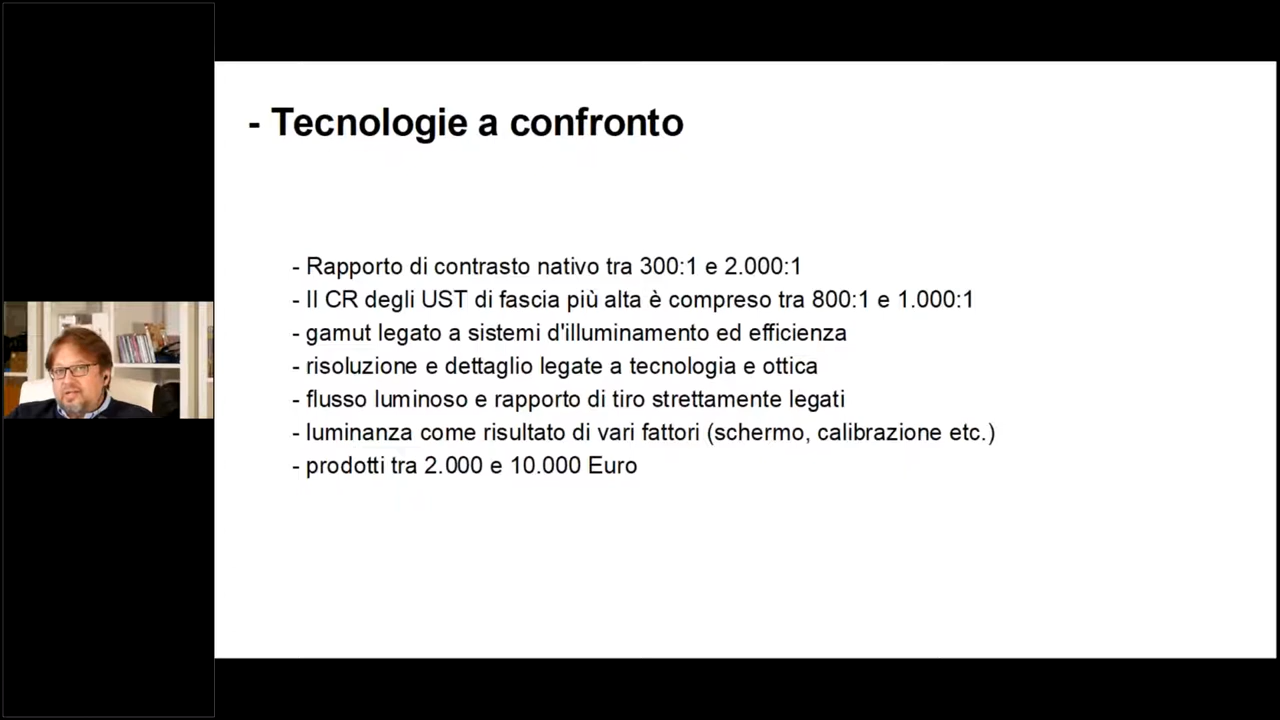 - Tecnologie a confronto
- Rapporto di contrasto nativo tra 300:1 e 2.000:1
- Il CR degli UST di fascia più alta è compreso tra 800:1 e 1.000:1
- gamut legato a sistemi d'illuminamento ed efficienza
- risoluzione e dettaglio legate a tecnologia e ottica
- flusso luminoso e rapporto di tiro strettamente legati
- luminanza come risultato di vari fattori (schermo, calibrazione etc.)
- prodotti tra 2.000 e 10.000 Euro